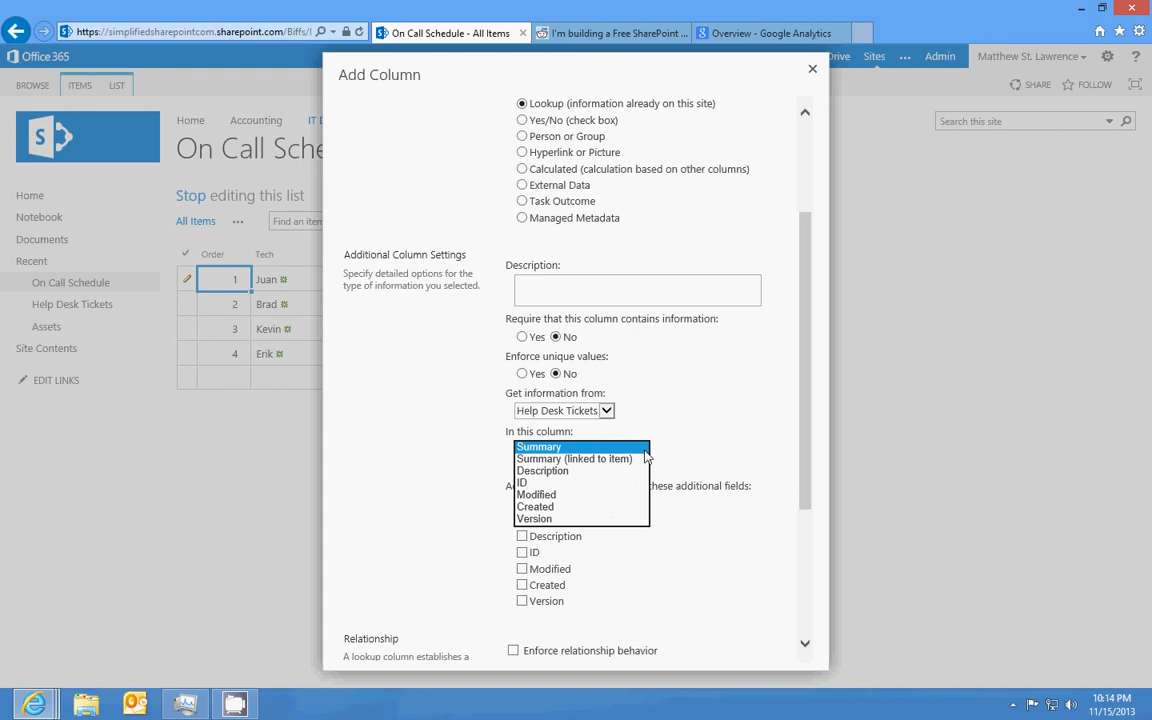 https://simplifiedsharepointcom.sharepoint.com/Biffs/I
On Call Schedule - All Items
I'm building a Free SharePoint ...
Overview - Google Analytics
Office 365
Drive
Sites
Admin
Matthew St. Lawrence
?
BROWSE
ITEMS
LIST
SHARE
FOLLOW
S
Home
Accounting
IT D
Search this site
On Call Sche
Home
Notebook
Documents
Recent
On Call Schedule
Help Desk Tickets
Assets
Site Contents
EDIT LINKS
Stop editing this list
All Items
...
Find an item
Order
Tech
1
Juan
2
Brad
3
Kevin
4
Erik
Add Column
Lookup (information already on this site)
Yes/No (check box)
Person or Group
Hyperlink or Picture
Calculated (calculation based on other columns)
External Data
Task Outcome
Managed Metadata
Additional Column Settings
Specify detailed options for the
type of information you selected.
Description:
Require that this column contains information:
Yes
No
Enforce unique values:
Yes
No
Get information from:
Help Desk Tickets
In this column:
Summary
Summary (linked to item)
Description
ID
Modified
Created
Version
these additional fields:
Description
ID
Modified
Created
Version
Relationship
A lookup column establishes a
Enforce relationship behavior
10:14 PM
11/15/2013